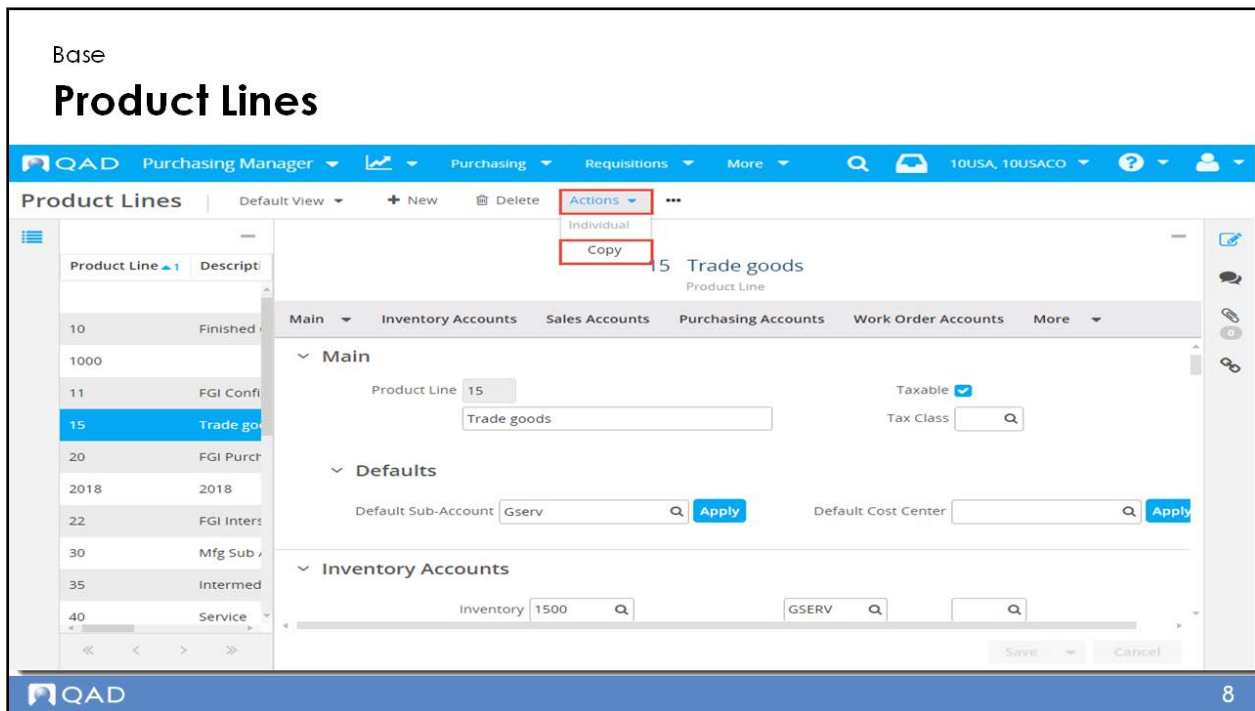 Base
Product Lines
QAD Purchasing Manager Purchasing Requisitions More 10USA, 10USACO ?
Product Lines Default View + New Delete Actions •••
Individual
Copy
15 Trade goods
Product Line
Product Line 1 Descripti
10 Finished
1000
11 FGI Confi
15 Trade go
20 FGI Purch
2018 2018
22 FGI Inters
30 Mfg Sub
35 Intermed
40 Service
Main Inventory Accounts Sales Accounts Purchasing Accounts Work Order Accounts More
Main
Product Line 15 Taxable
Trade goods Tax Class
Defaults
Default Sub-Account Gserv Apply Default Cost Center Apply
Inventory Accounts
Inventory 1500 GSERV
0
Save Cancel
QAD 8